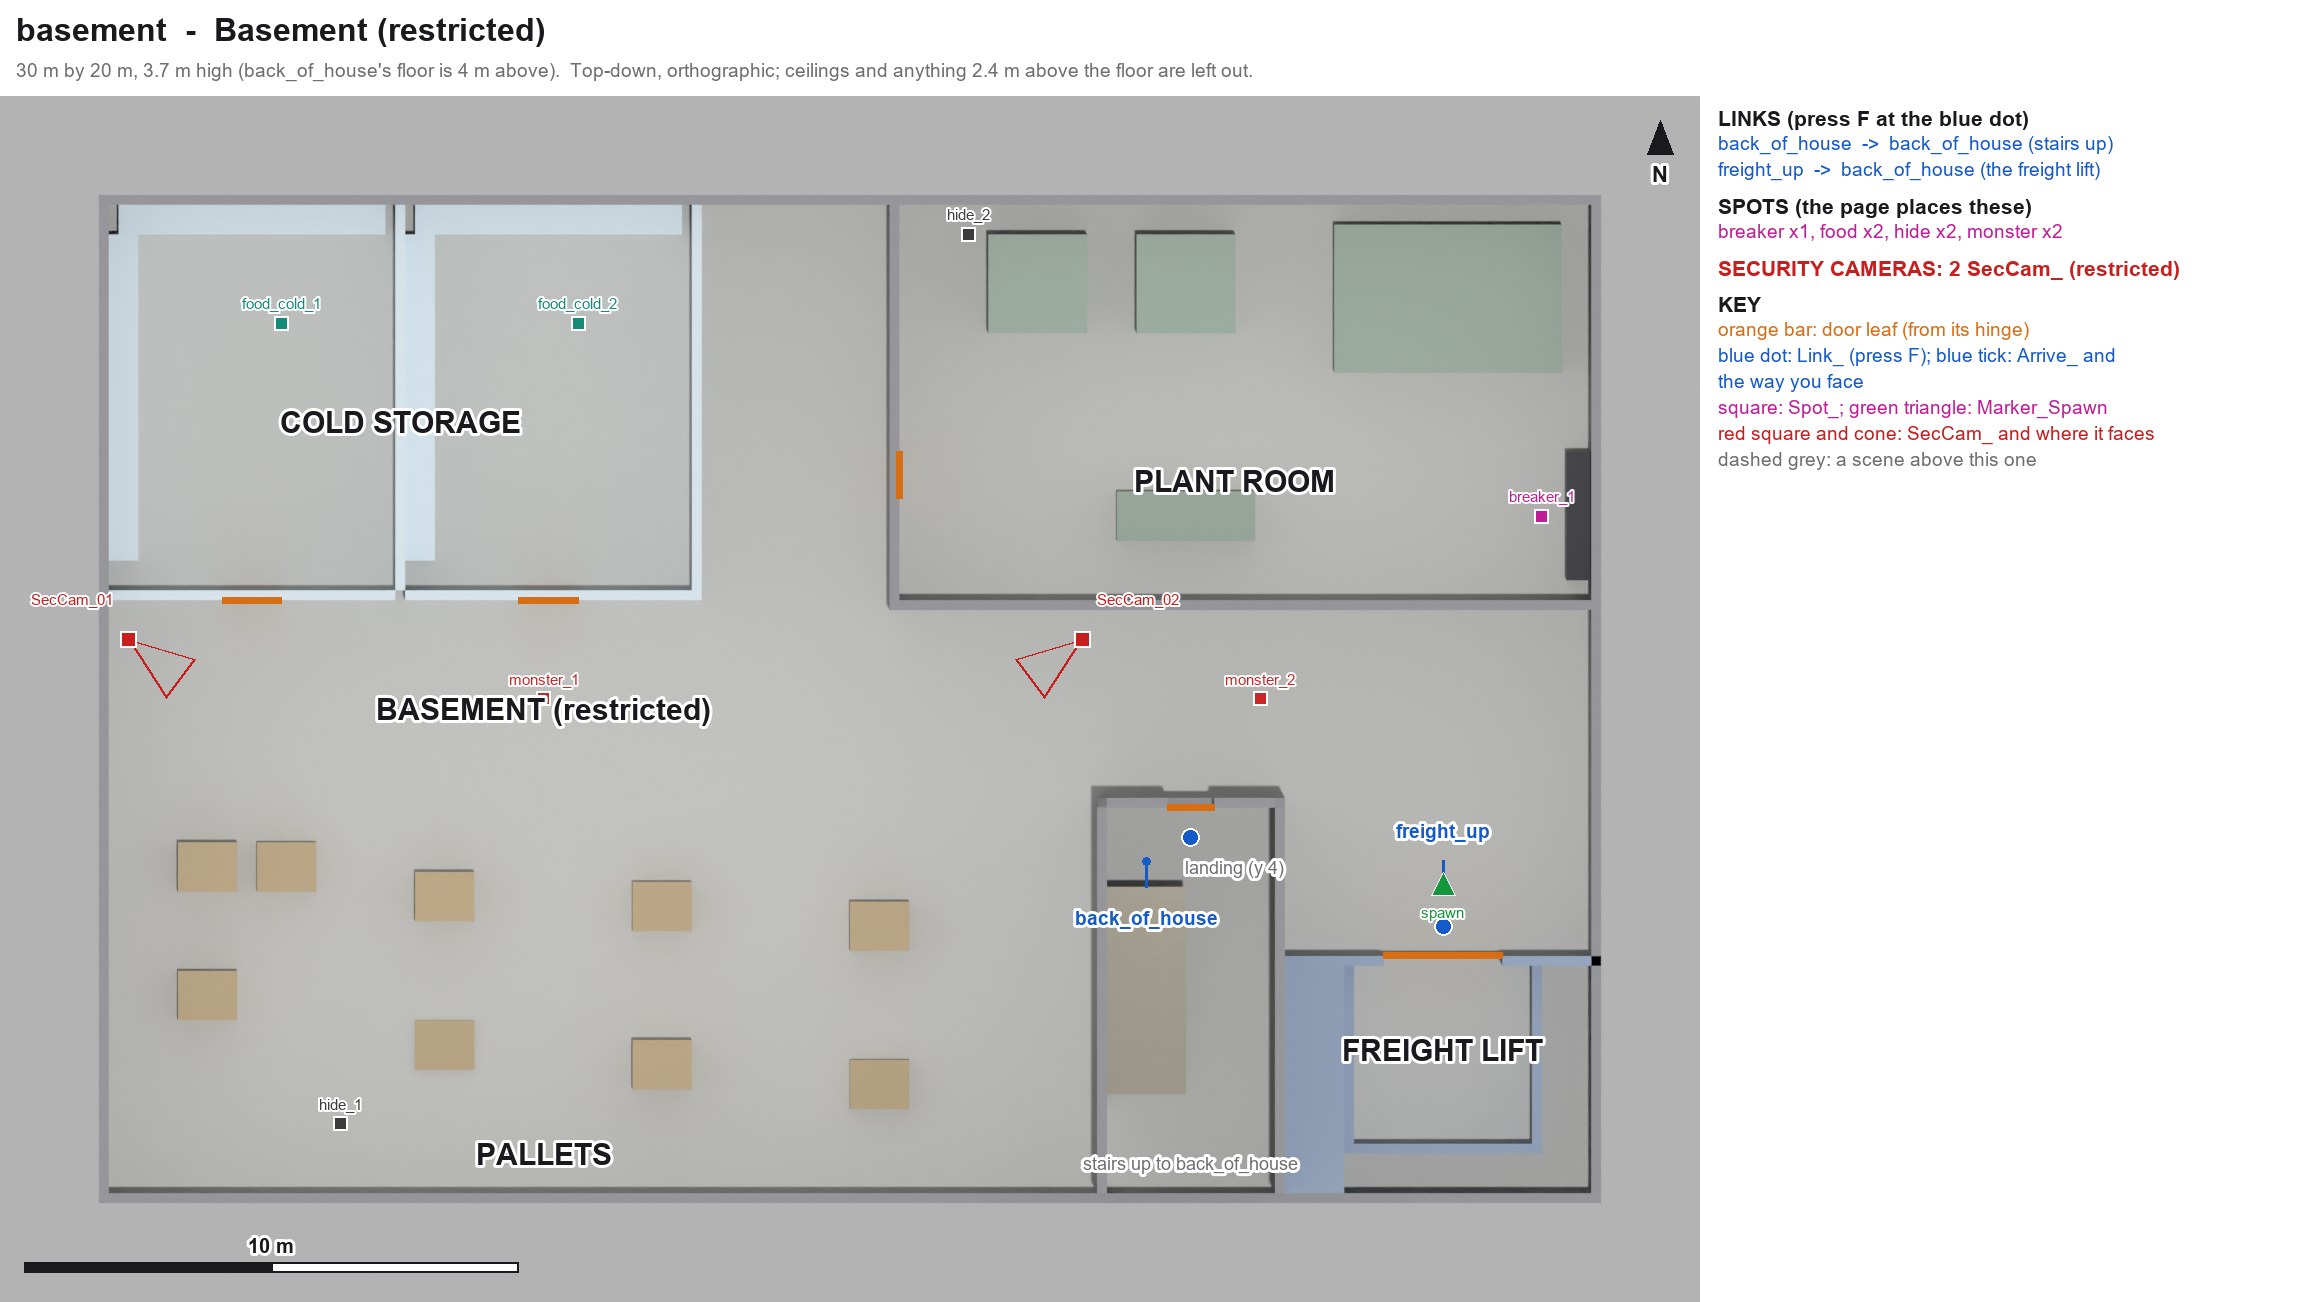 basement - Basement (restricted)
30 m by 20 m, 3.7 m high (back_of_house's floor is 4 m above). Top-down, orthographic; ceilings and anything 2.4 m above the floor are left out.
N
LINKS (press F at the blue dot)
back_of_house -> back_of_house (stairs up)
freight_up -> back_of_house (the freight lift)
SPOTS (the page places these)
breaker x1, food x2, hide x2, monster x2
SECURITY CAMERAS: 2 SecCam_ (restricted)
KEY
orange bar: door leaf (from its hinge)
blue dot: Link_ (press F); blue tick: Arrive_ and
the way you face
square: Spot_; green triangle: Marker_Spawn
red square and cone: SecCam_ and where it faces
dashed grey: a scene above this one
hide_2
food_cold_1
food_cold_2
COLD STORAGE
PLANT ROOM
breaker_1
SecCam_01
SecCam_02
monster_1
monster_2
BASEMENT (restricted)
freight_up
landing (y 4)
back_of_house
spawn
FREIGHT LIFT
hide_1
PALLETS
stairs up to back_of_house
10 m